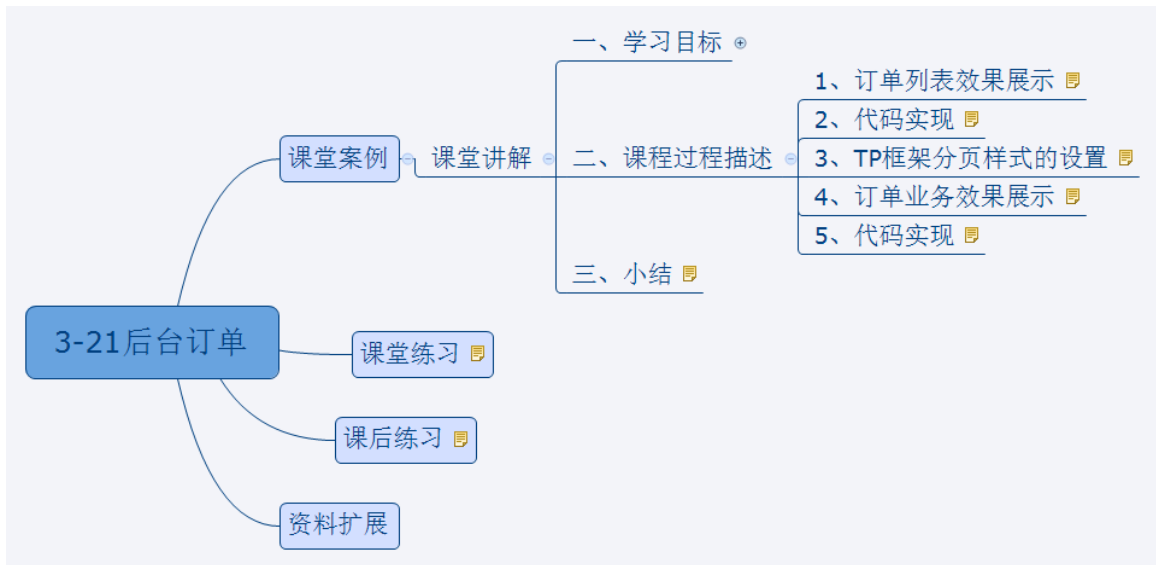 3-21后台订单
课堂案例
课堂讲解
一、学习目标
二、课程过程描述
1、订单列表效果展示
2、代码实现
3、TP框架分页样式的设置
4、订单业务效果展示
5、代码实现
三、小结
课堂练习
课后练习
资料扩展